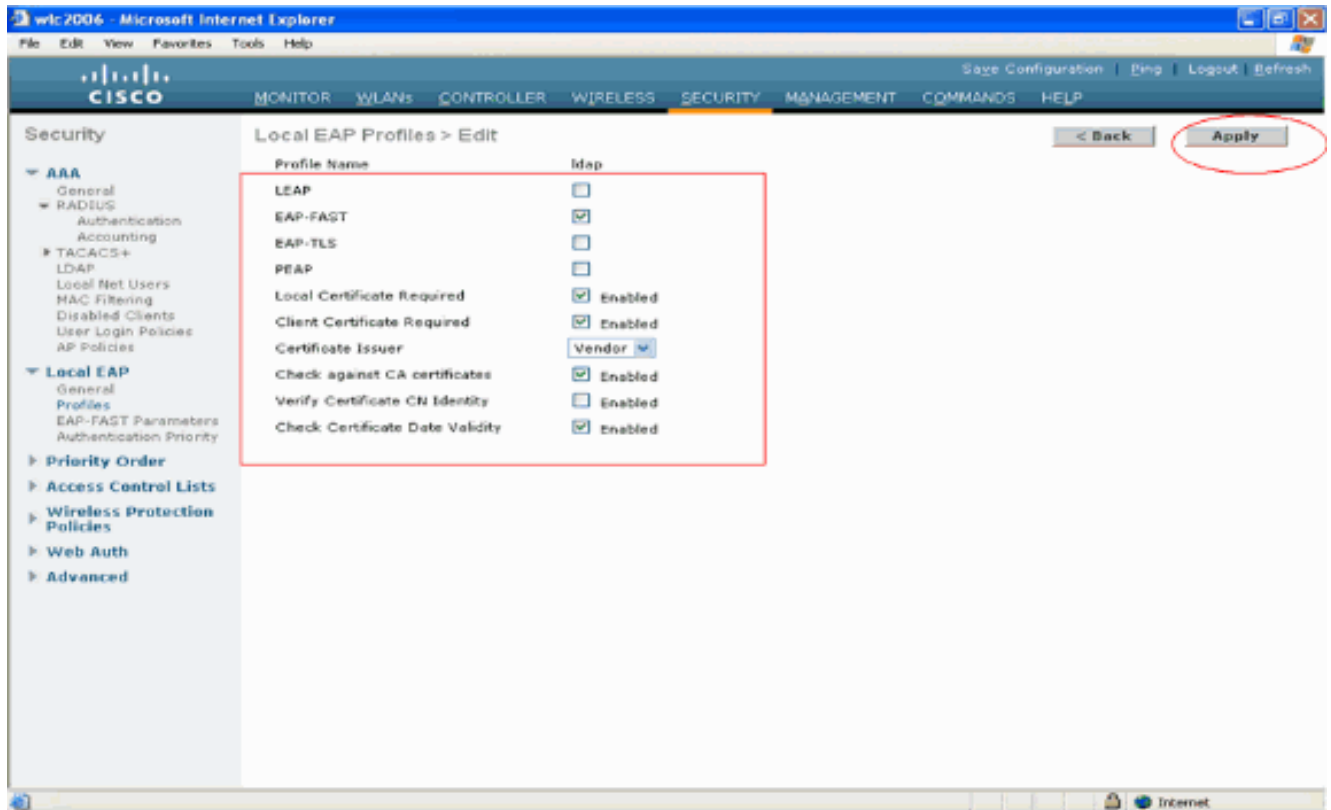 wlc2006 - Microsoft Internet Explorer
File Edit View Favorites Tools Help
Save Configuration | Ping | Logout | Refresh
CISCO
MONITOR WLANs CONTROLLER WIRELESS SECURITY MANAGEMENT COMMANDS HELP
Security
AAA
General
RADIUS
Authentication
Accounting
TACACS+
LDAP
Local Net Users
MAC Filtering
Disabled Clients
User Login Policies
AP Policies
Local EAP
General
Profiles
EAP-FAST Parameters
Authentication Priority
Priority Order
Access Control Lists
Wireless Protection
Policies
Web Auth
Advanced
Local EAP Profiles > Edit
< Back Apply
Profile Name ldap
LEAP
EAP-FAST
EAP-TLS
PEAP
Local Certificate Required Enabled
Client Certificate Required Enabled
Certificate Issuer Vendor
Check against CA certificates Enabled
Verify Certificate CN Identity Enabled
Check Certificate Date Validity Enabled
Internet